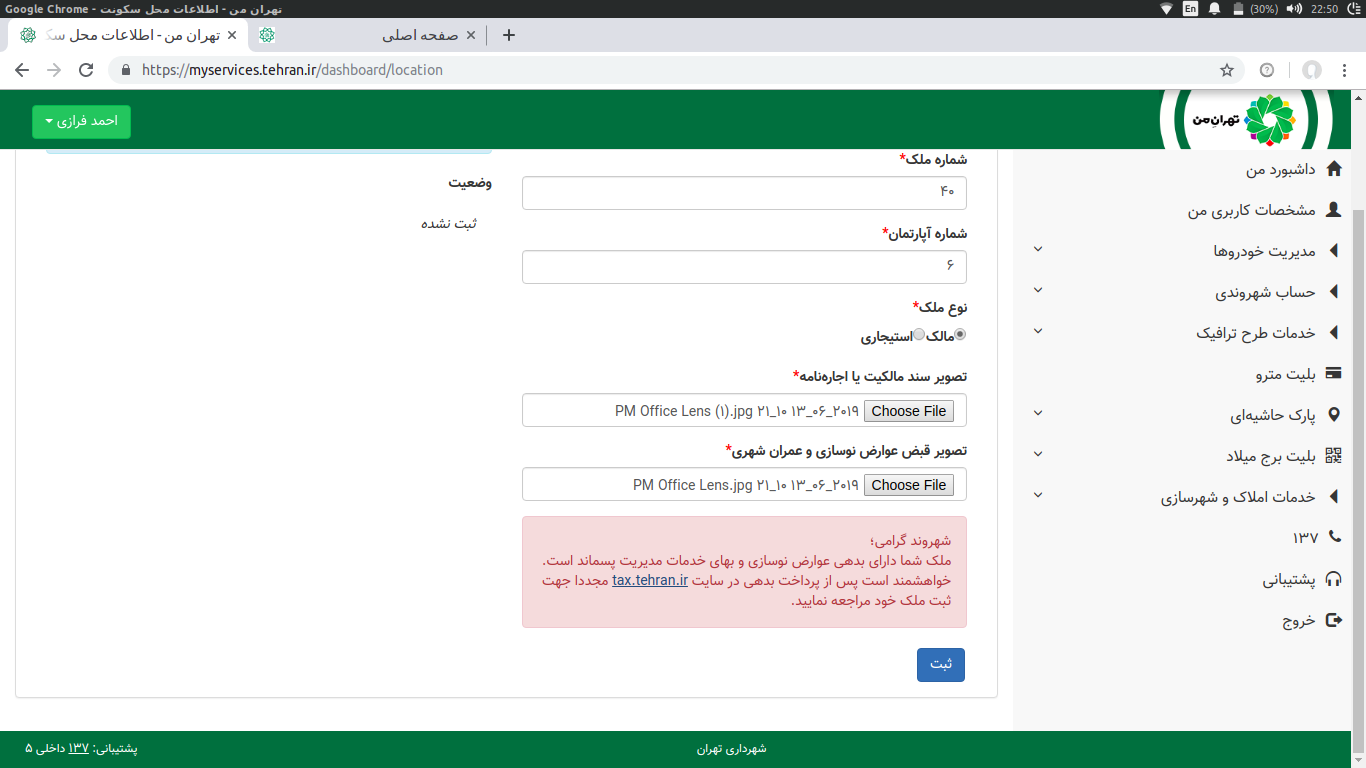 تهران من - اطلاعات محل سکونت - Google Chrome
En
(30%)
22:50
تهران من - اطلاعات محل سک
صفحه اصلی
https://myservices.tehran.ir/dashboard/location
احمد فرازی
تهران من
داشبورد من
مشخصات کاربری من
مدیریت خودروها
حساب شهروندی
خدمات طرح ترافیک
بلیت مترو
پارک حاشیه‌ای
بلیت برج میلاد
خدمات املاک و شهرسازی
۱۳۷
پشتیبانی
خروج
شماره ملک*
۴۰
شماره آپارتمان*
۶
نوع ملک*
مالک استیجاری
تصویر سند مالکیت یا اجاره‌نامه*
Choose File ۲۰۱۹_۰۶_۱۳ ۱۰_۲۱ PM Office Lens (۱).jpg
تصویر قبض عوارض نوسازی و عمران شهری*
Choose File ۲۰۱۹_۰۶_۱۳ ۱۰_۲۱ PM Office Lens.jpg
شهروند گرامی؛
ملک شما دارای بدهی عوارض نوسازی و بهای خدمات مدیریت پسماند است.
خواهشمند است پس از پرداخت بدهی در سایت tax.tehran.ir مجددا جهت
ثبت ملک خود مراجعه نمایید.
ثبت
وضعیت
ثبت نشده
شهرداری تهران
پشتیبانی: ۱۳۷ داخلی ۵